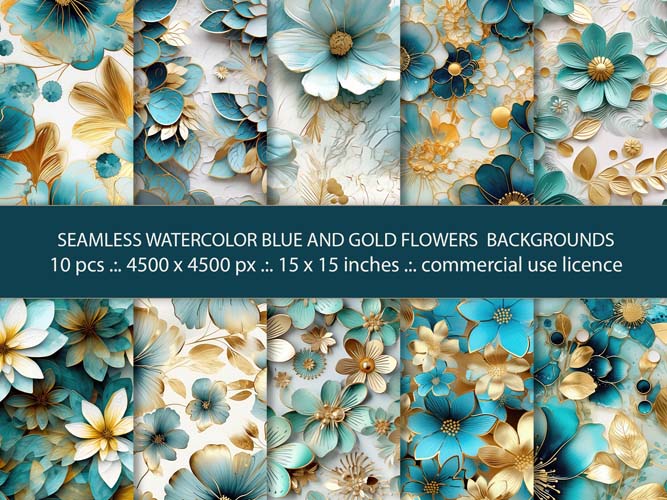 SEAMLESS WATERCOLOR BLUE AND GOLD FLOWERS BACKGROUNDS
10 pcs .:. 4500 x 4500 px .:. 15 x 15 inches .:. commercial use licence